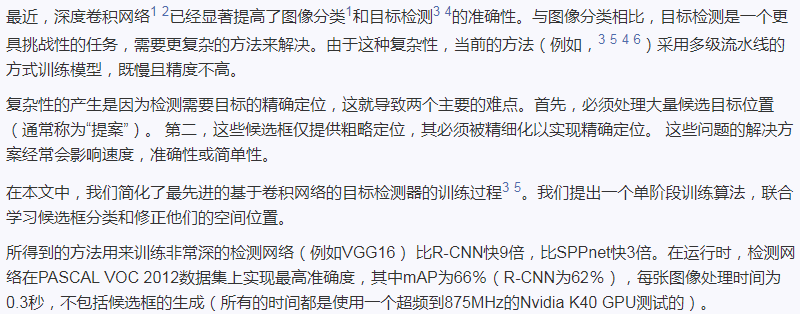 最近，深度卷积网络1 2已经显著提高了图像分类1和目标检测3 4的准确性。与图像分类相比，目标检测是一个更
具挑战性的任务，需要更复杂的方法来解决。由于这种复杂性，当前的方法（例如，3 5 4 6）采用多级流水线的
方式训练模型，既慢且精度不高。
复杂性的产生是因为检测需要目标的精确定位，这就导致两个主要的难点。首先，必须处理大量候选目标位置
（通常称为“提案”）。 第二，这些候选框仅提供粗略定位，其必须被精细化以实现精确定位。 这些问题的解决方
案经常会影响速度，准确性或简单性。
在本文中，我们简化了最先进的基于卷积网络的目标检测器的训练过程3 5。我们提出一个单阶段训练算法，联合
学习候选框分类和修正他们的空间位置。
所得到的方法用来训练非常深的检测网络（例如VGG16） 比R-CNN快9倍，比SPPnet快3倍。在运行时，检测网
络在PASCAL VOC 2012数据集上实现最高准确度，其中mAP为66%（R-CNN为62%），每张图像处理时间为
0.3秒，不包括候选框的生成（所有的时间都是使用一个超频到875MHz的Nvidia K40 GPU测试的）。